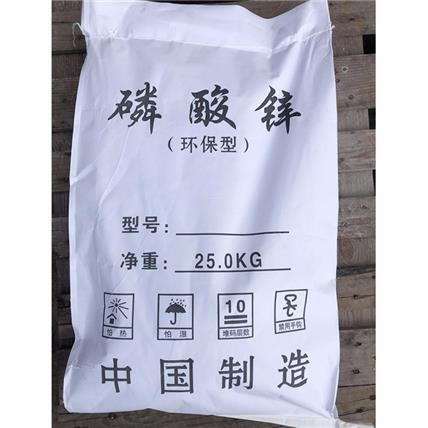 磷酸锌
(环保型)
型号:
净重: 25.0KG
10
怕热 怕湿 堆码层数 禁用手钩
中国制造